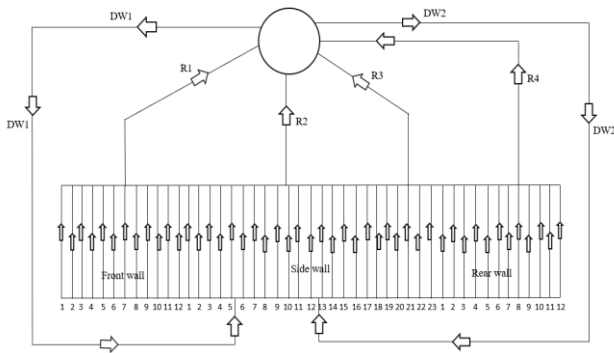 DW1
DW2
R1
R3
R4
R2
DW1
DW2
Front wall
Side wall
Rear wall
1 2 3 4 5 6 7 8 9 10 11 12 1 2 3 4 5 6 7 8 9 10 11 12 13 14 15 16 17 18 19 20 21 22 23 1 2 3 4 5 6 7 8 9 10 11 12